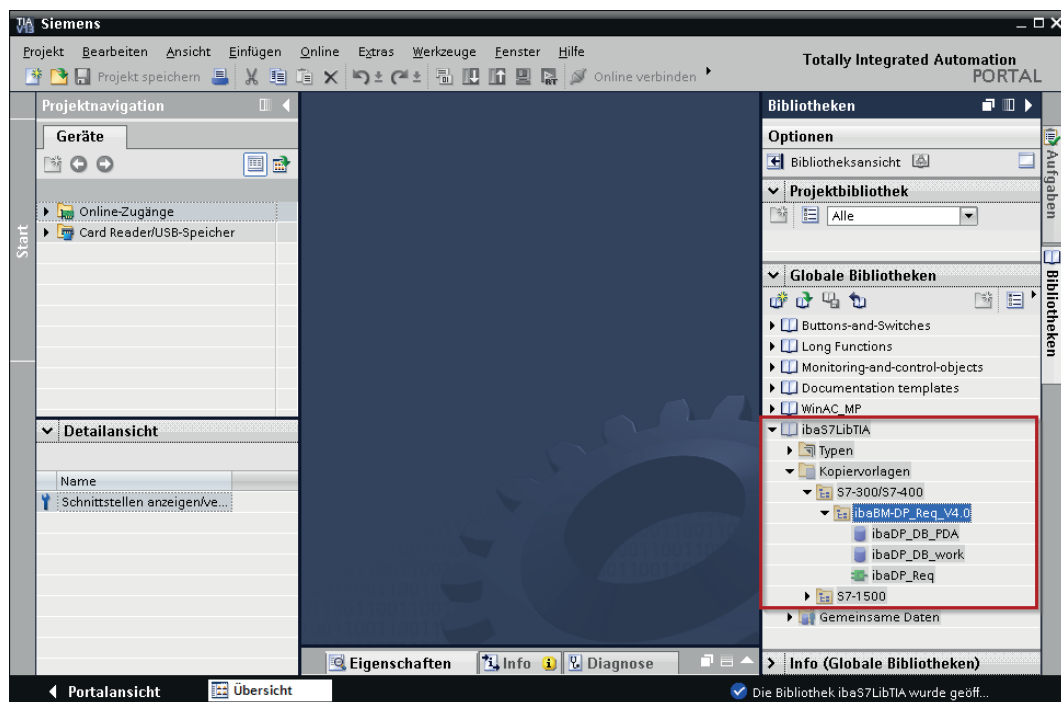 TIA V13 Siemens
Projekt Bearbeiten Ansicht Einfügen Online Extras Werkzeuge Fenster Hilfe
Projekt speichern
Online verbinden
Totally Integrated Automation
PORTAL
Start
Projektnavigation
Geräte
Online-Zugänge
Card Reader/USB-Speicher
Detailansicht
Name
Schnittstellen anzeigen/ve...
Eigenschaften
Info
Diagnose
Bibliotheken
Optionen
Bibliotheksansicht
Projektbibliothek
Alle
Globale Bibliotheken
Buttons-and-Switches
Long Functions
Monitoring-and-control-objects
Documentation templates
WinAC_MP
ibaS7LibTIA
Typen
Kopiervorlagen
S7-300/S7-400
ibaBM-DP_Req_V4.0
ibaDP_DB_PDA
ibaDP_DB_work
ibaDP_Req
S7-1500
Gemeinsame Daten
Info (Globale Bibliotheken)
Aufgaben
Bibliotheken
Portalansicht
Übersicht
Die Bibliothek ibaS7LibTIA wurde geöff...